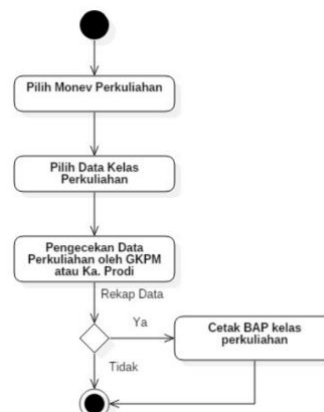 Pilih Monev Perkuliahan
Pilih Data Kelas
Perkuliahan
Pengecekan Data
Perkuliahan oleh GKPM
atau Ka. Prodi
Rekap Data
Ya
Cetak BAP kelas
perkuliahan
Tidak